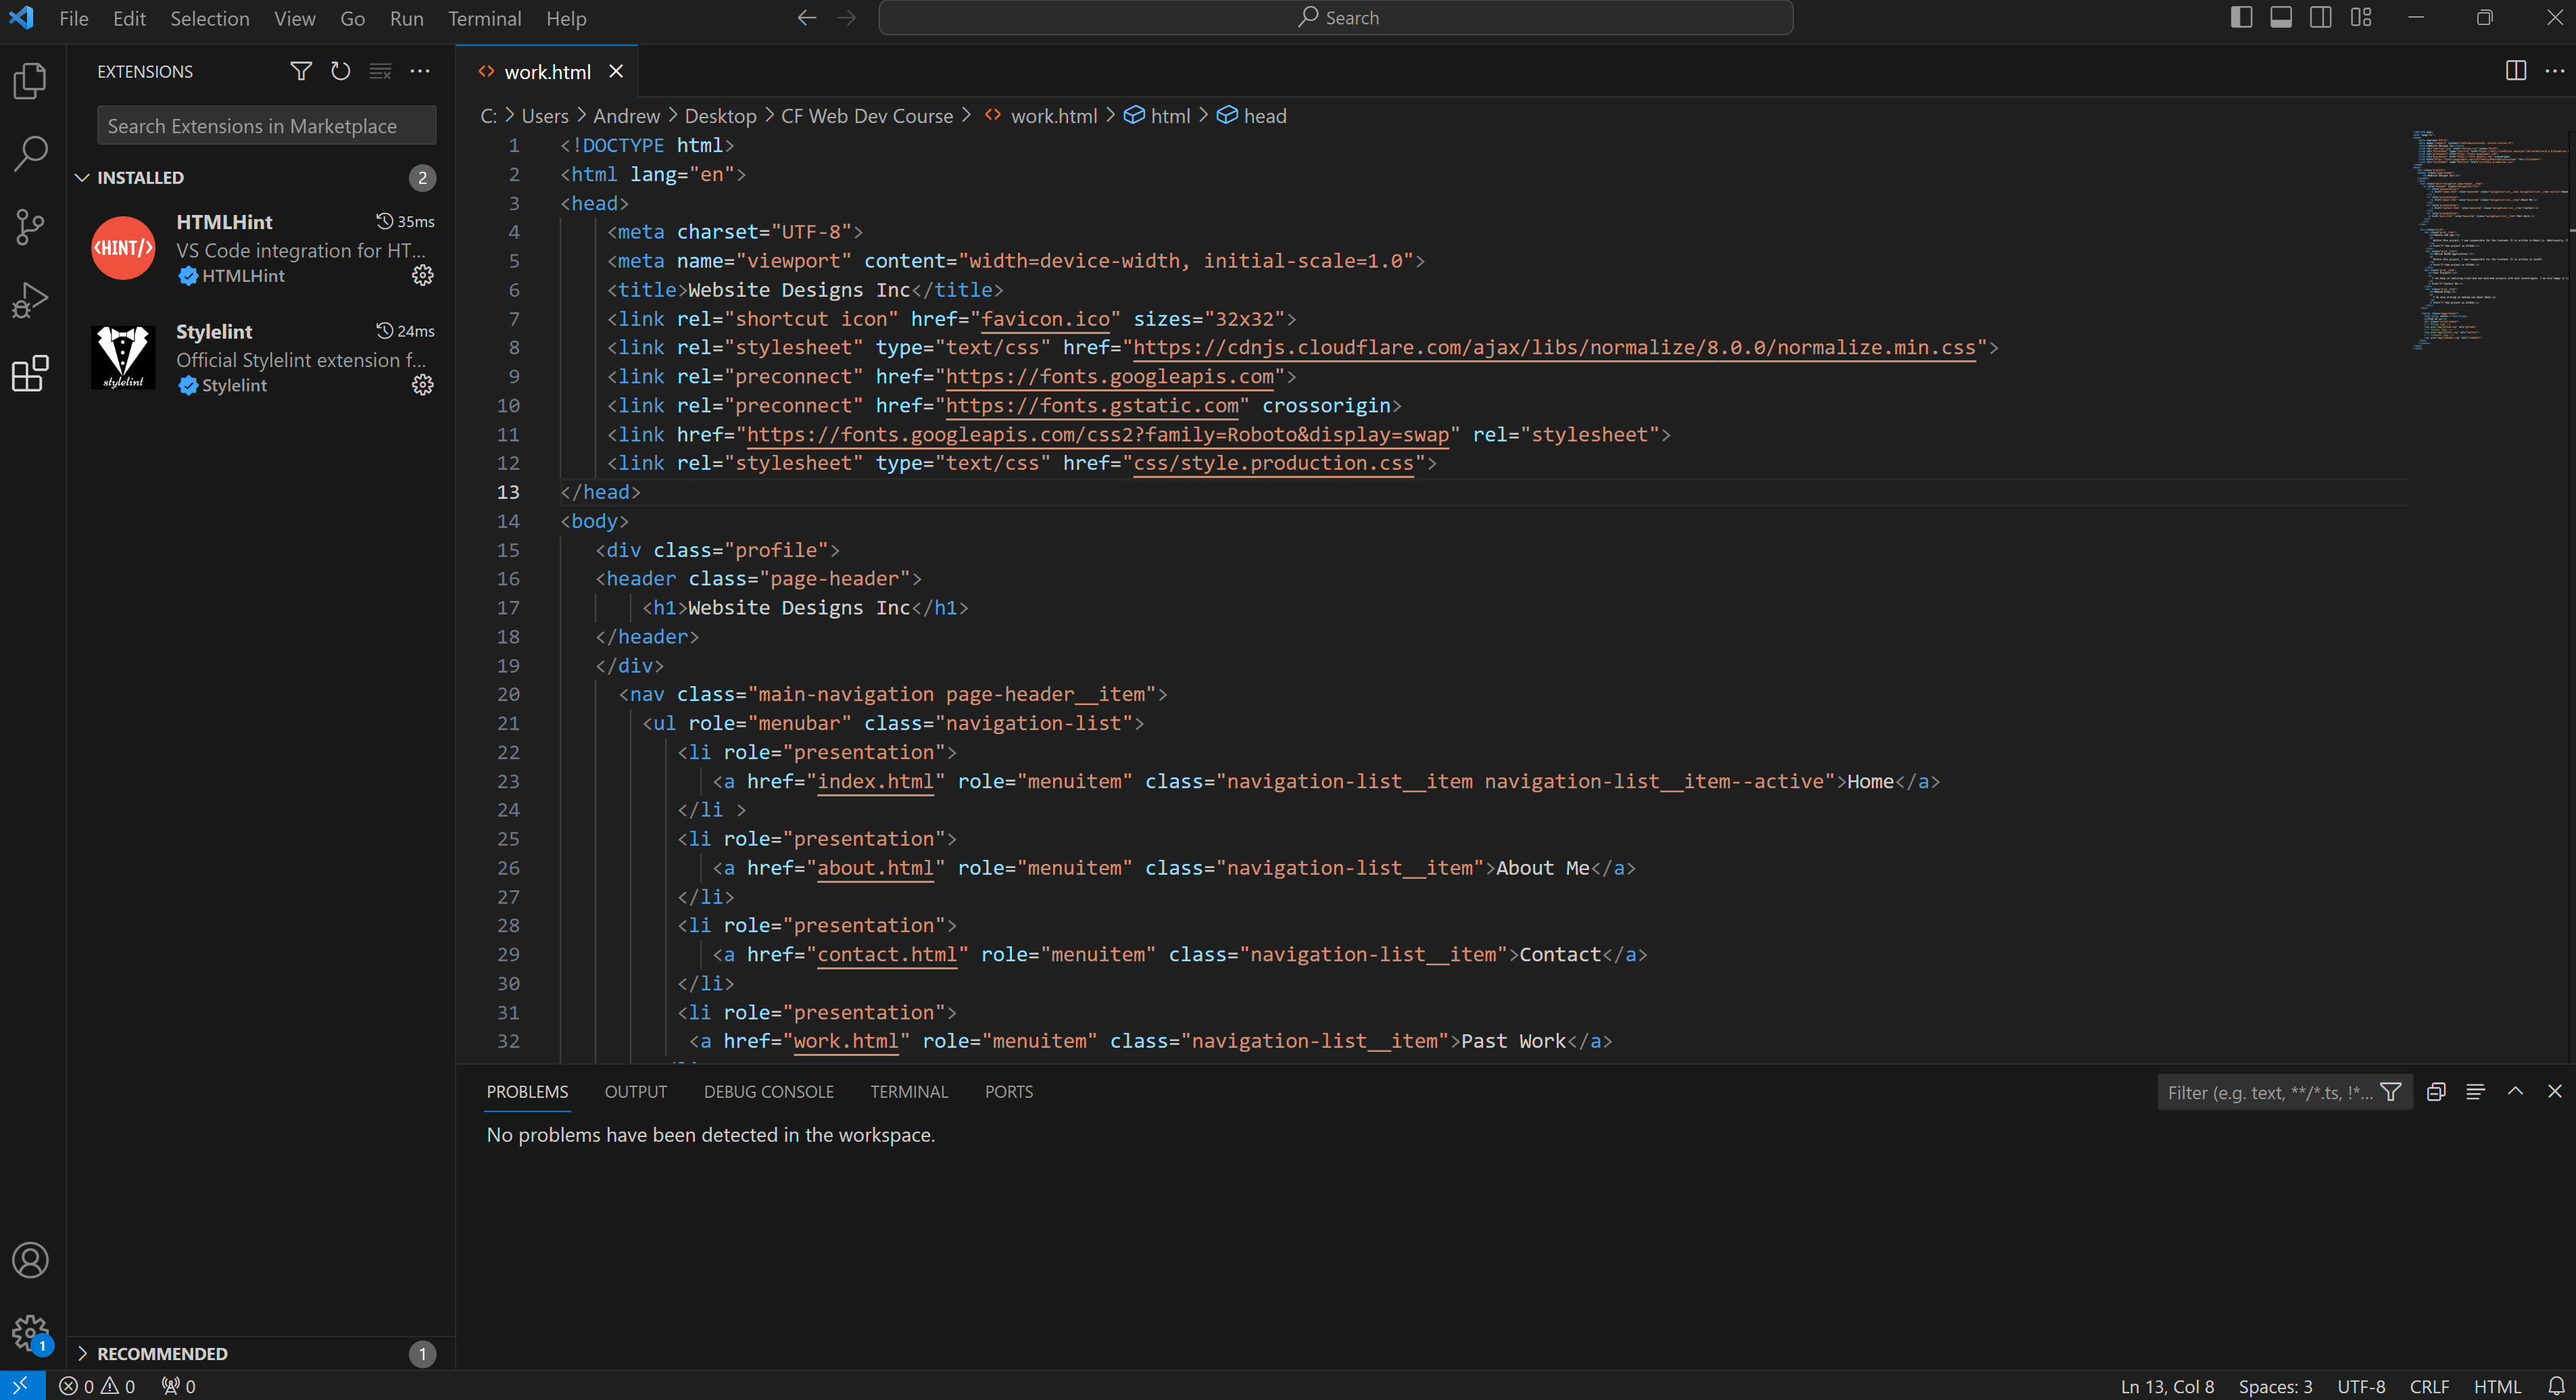 File Edit Selection View Go Run Terminal Help
Search
EXTENSIONS
Search Extensions in Marketplace
INSTALLED 2
<HINT/>
HTMLHint 35ms
VS Code integration for HT...
HTMLHint
stylelint
Stylelint 24ms
Official Stylelint extension f...
Stylelint
RECOMMENDED 1
1
work.html
C: > Users > Andrew > Desktop > CF Web Dev Course > work.html > html > head
1 <!DOCTYPE html>
2 <html lang="en">
3 <head>
4 <meta charset="UTF-8">
5 <meta name="viewport" content="width=device-width, initial-scale=1.0">
6 <title>Website Designs Inc</title>
7 <link rel="shortcut icon" href="favicon.ico" sizes="32x32">
8 <link rel="stylesheet" type="text/css" href="https://cdnjs.cloudflare.com/ajax/libs/normalize/8.0.0/normalize.min.css">
9 <link rel="preconnect" href="https://fonts.googleapis.com">
10 <link rel="preconnect" href="https://fonts.gstatic.com" crossorigin>
11 <link href="https://fonts.googleapis.com/css2?family=Roboto&display=swap" rel="stylesheet">
12 <link rel="stylesheet" type="text/css" href="css/style.production.css">
13 </head>
14 <body>
15 <div class="profile">
16 <header class="page-header">
17 <h1>Website Designs Inc</h1>
18 </header>
19 </div>
20 <nav class="main-navigation page-header__item">
21 <ul role="menubar" class="navigation-list">
22 <li role="presentation">
23 <a href="index.html" role="menuitem" class="navigation-list__item navigation-list__item--active">Home</a>
24 </li >
25 <li role="presentation">
26 <a href="about.html" role="menuitem" class="navigation-list__item">About Me</a>
27 </li>
28 <li role="presentation">
29 <a href="contact.html" role="menuitem" class="navigation-list__item">Contact</a>
30 </li>
31 <li role="presentation">
32 <a href="work.html" role="menuitem" class="navigation-list__item">Past Work</a>
PROBLEMS OUTPUT DEBUG CONSOLE TERMINAL PORTS
Filter (e.g. text, **/*.ts, !*...
No problems have been detected in the workspace.
0 0 0
Ln 13, Col 8 Spaces: 3 UTF-8 CRLF HTML